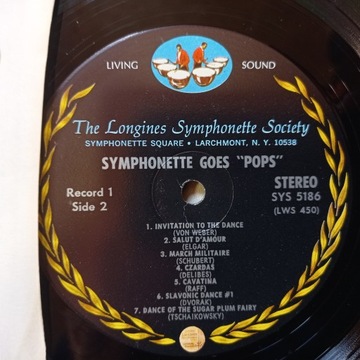 LIVING SOUND
The Longines Symphonette Society
SYMPHONETTE SQUARE • LARCHMONT, N. Y. 10538
SYMPHONETTE GOES "POPS"
Record 1
Side 2
STEREO
SYS 5186
(LWS 450)
1. INVITATION TO THE DANCE
(VON WEBER)
2. SALUT D'AMOUR
(ELGAR)
3. MARCH MILITAIRE
(SCHUBERT)
4. CZARDAS
(DELIBES)
5. CAVATINA
(RAFF)
6. SLAVONIC DANCE #1
(DVORAK)
7. DANCE OF THE SUGAR PLUM FAIRY
(TSCHAIKOWSKY)